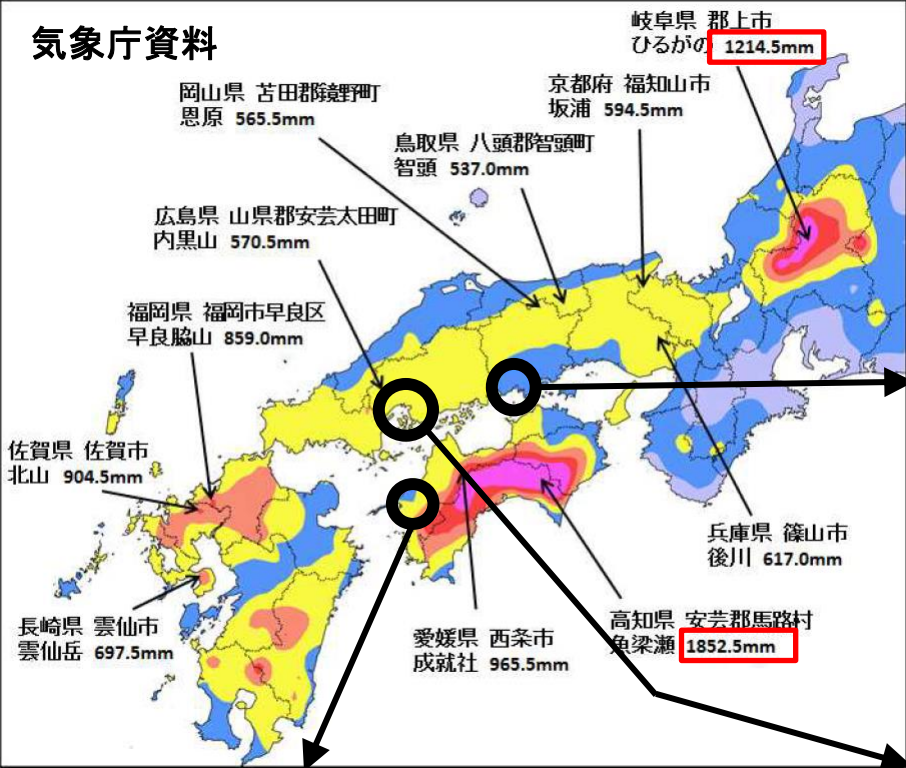 気象庁資料
岐阜県 郡上市
ひるがの 1214.5mm
京都府 福知山市
坂浦 594.5mm
岡山県 苫田郡鏡野町
恩原 565.5mm
鳥取県 八頭郡智頭町
智頭 537.0mm
広島県 山県郡安芸太田町
内黒山 570.5mm
福岡県 福岡市早良区
早良脇山 859.0mm
佐賀県 佐賀市
北山 904.5mm
長崎県 雲仙市
雲仙岳 697.5mm
愛媛県 西条市
成就社 965.5mm
高知県 安芸郡馬路村
魚梁瀬 1852.5mm
兵庫県 篠山市
後川 617.0mm